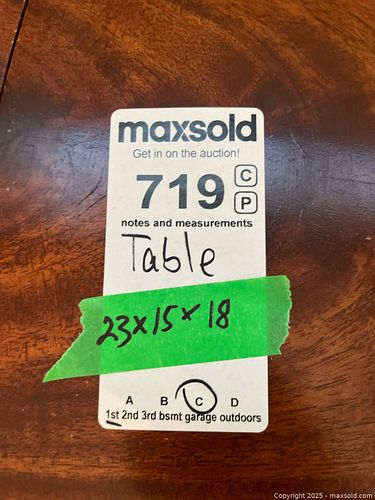 maxsold
Get in on the auction!
719 C
P
notes and measurements
Table
23x15x18
A B C D
1st 2nd 3rd bsmt garage outdoors
Copyright 2025 - maxsold.com